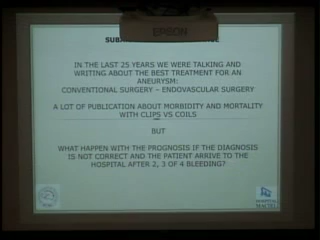 EPSON
IN THE LAST 25 YEARS WE WERE TALKING AND
WRITING ABOUT THE BEST TREATMENT FOR AN
ANEURYSM:
CONVENTIONAL SURGERY – ENDOVASCULAR SURGERY
A LOT OF PUBLICATION ABOUT MORBIDITY AND MORTALITY
WITH CLIPS VS COILS
BUT
WHAT HAPPEN WITH THE PROGNOSIS IF THE DIAGNOSIS
IS NOT CORRECT AND THE PATIENT ARRIVE TO THE
HOSPITAL AFTER 2, 3 OF 4 BLEEDING?
HOSPITAL
MACIEL